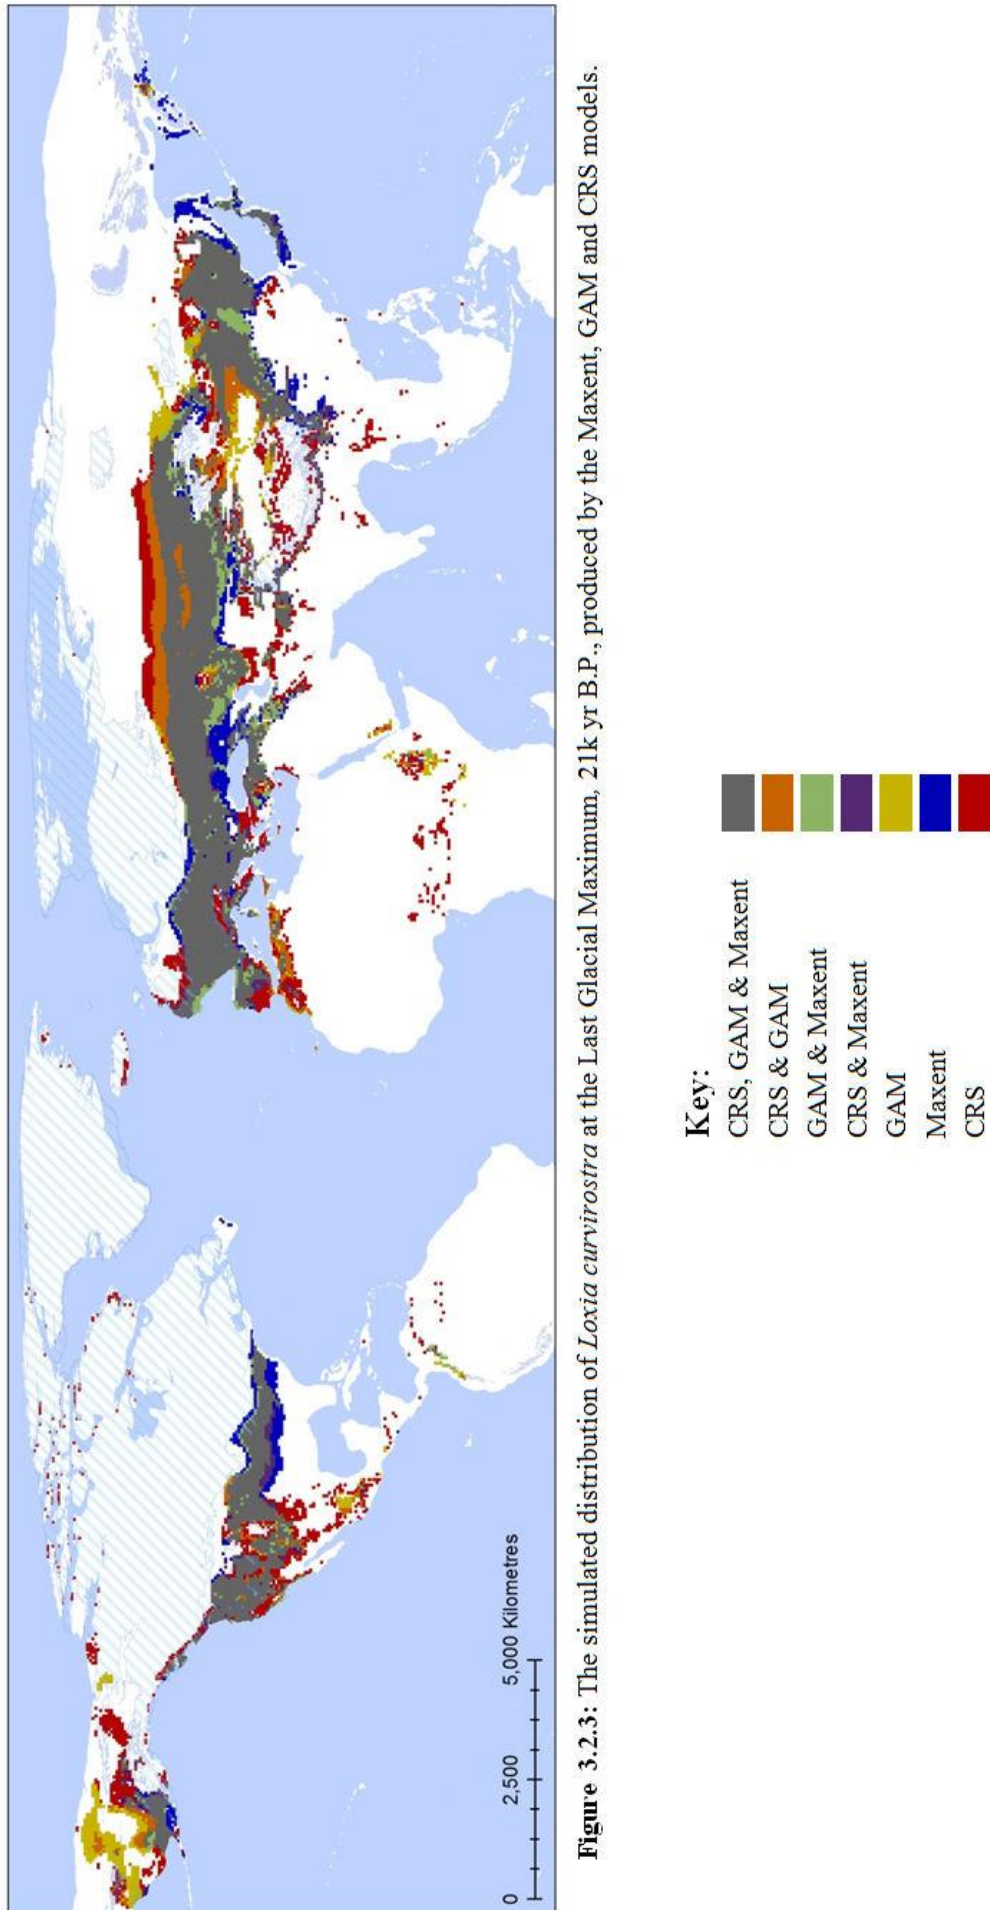 0 2,500 5,000 Kilometres
Figure 3.2.3: The simulated distribution of Loxia curvirostra at the Last Glacial Maximum, 21k yr B.P., produced by the Maxent, GAM and CRS models.
Key:
CRS, GAM & Maxent
CRS & GAM
GAM & Maxent
CRS & Maxent
GAM
Maxent
CRS